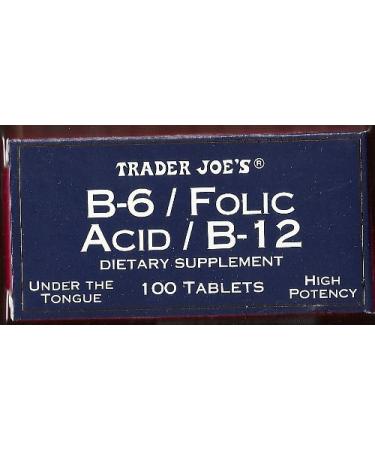 TRADER JOE'S®
B-6 / FOLIC
ACID / B-12
DIETARY SUPPLEMENT
UNDER THE
TONGUE
100 TABLETS
HIGH
POTENCY